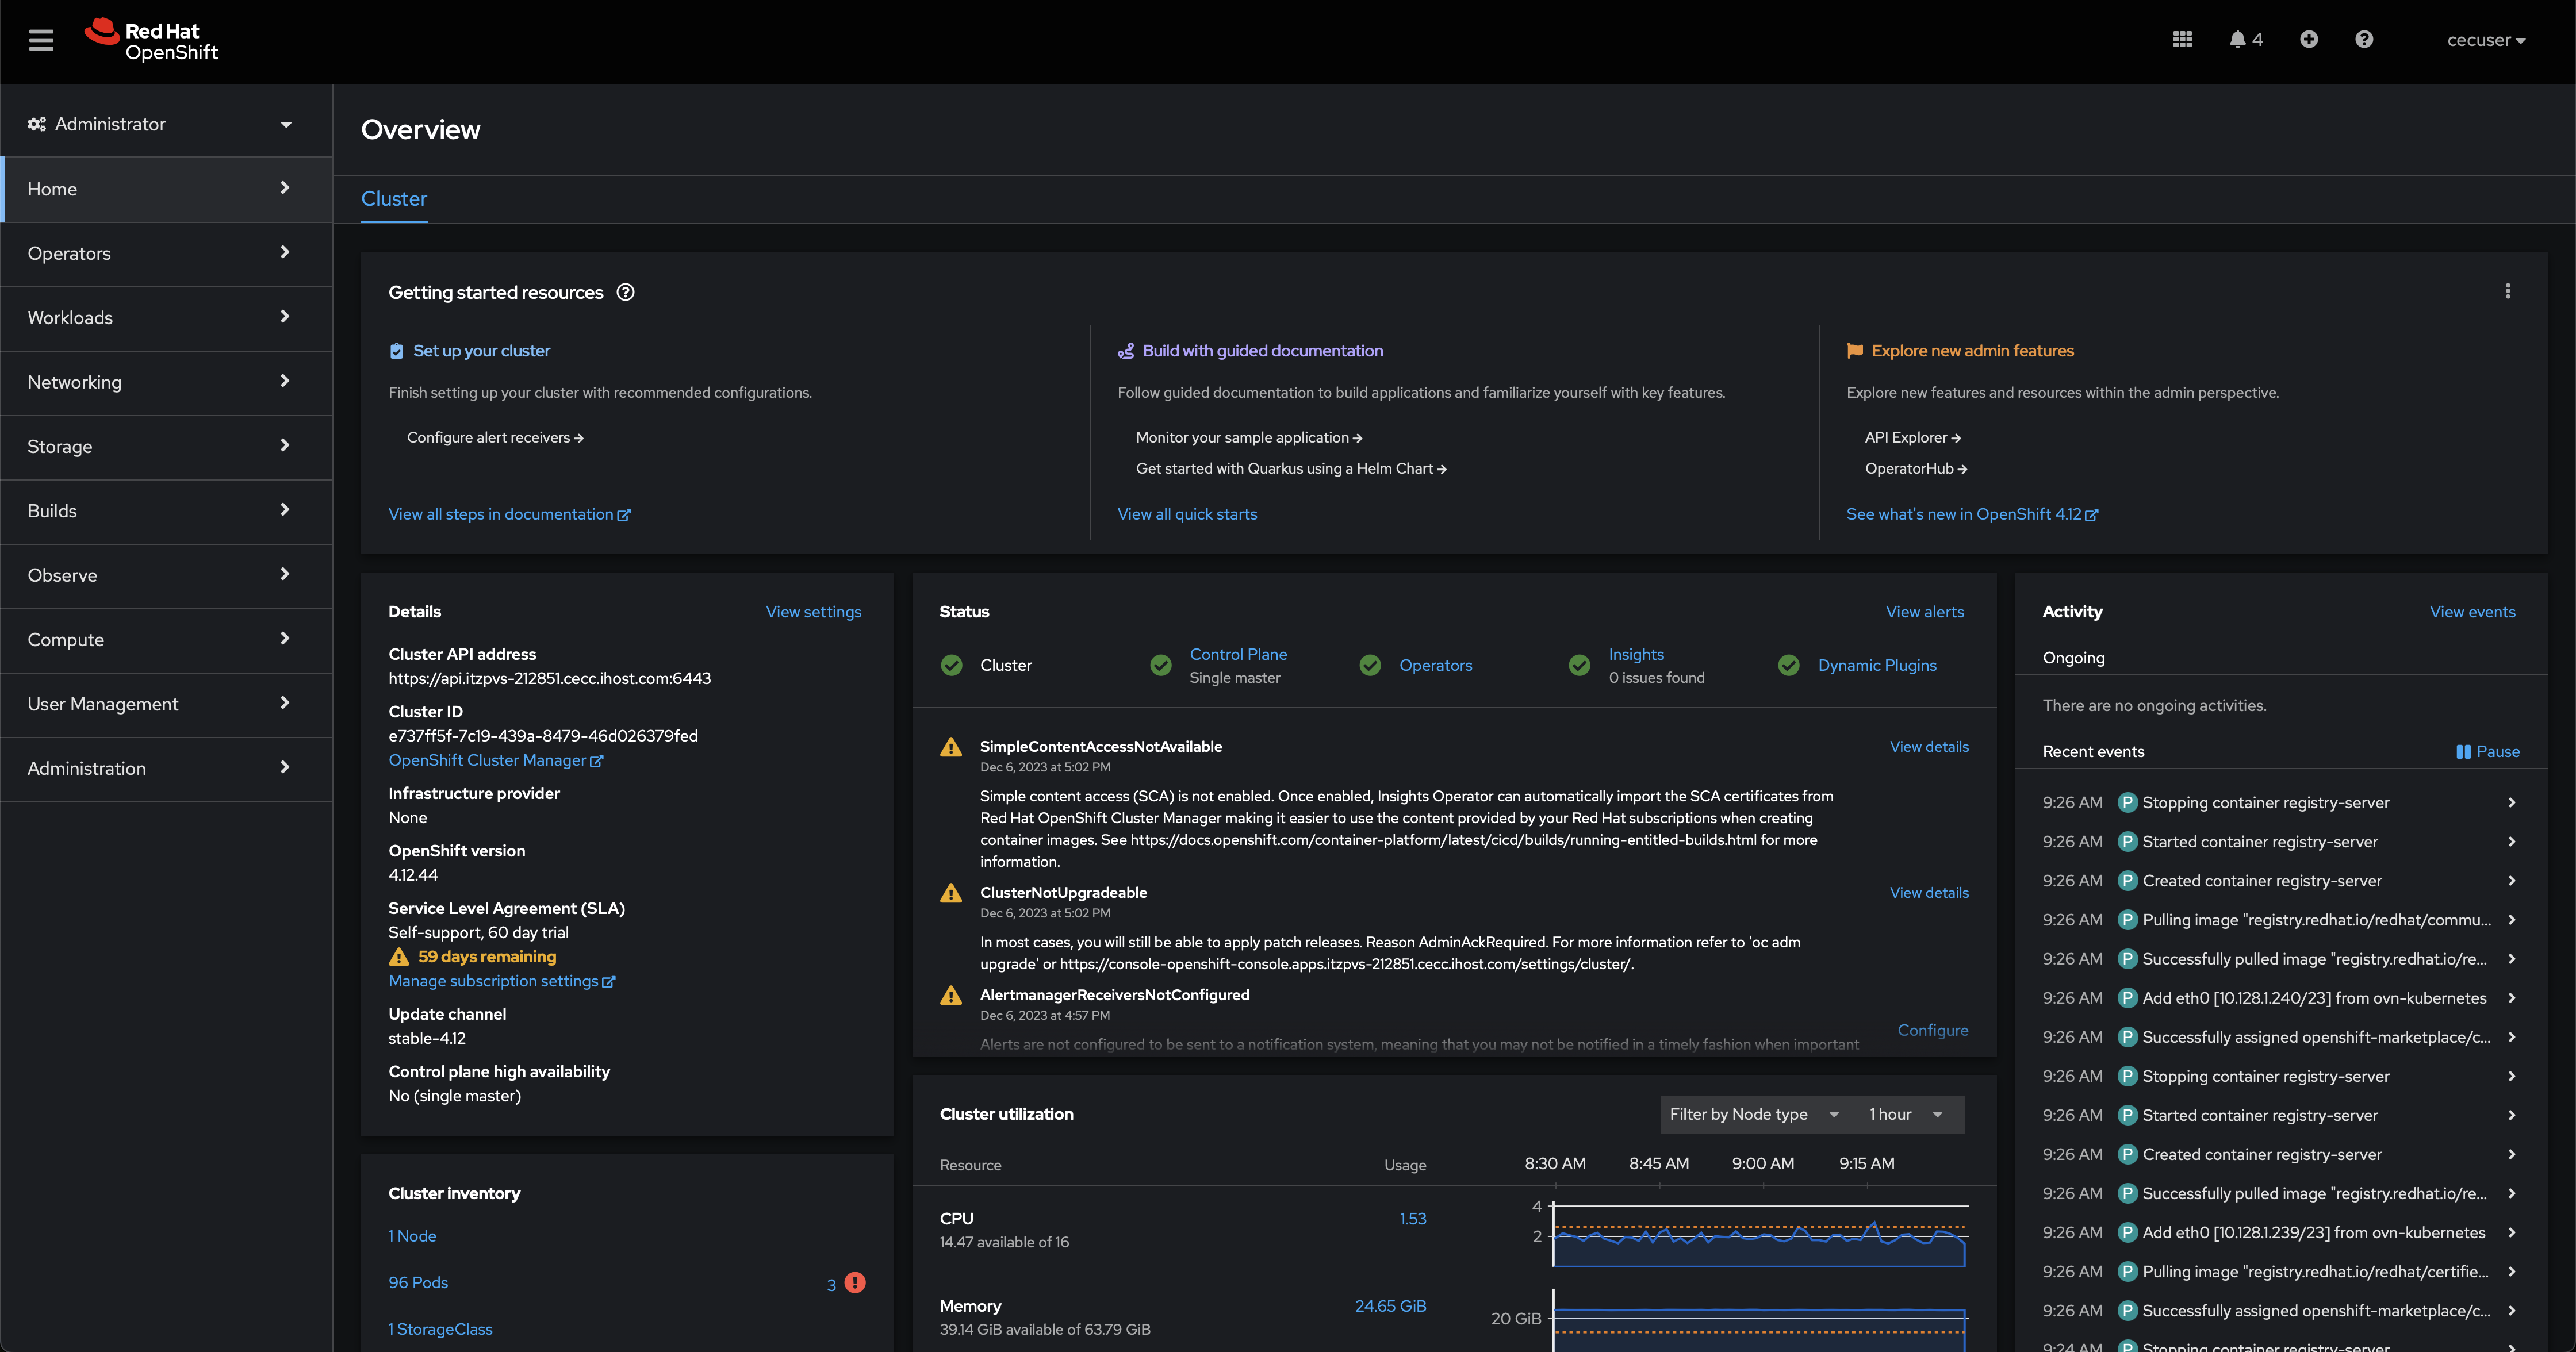 Red Hat
OpenShift
4
cecuser
Administrator
Home
Operators
Workloads
Networking
Storage
Builds
Observe
Compute
User Management
Administration
Overview
Cluster
Getting started resources
Set up your cluster
Finish setting up your cluster with recommended configurations.
Configure alert receivers
View all steps in documentation
Build with guided documentation
Follow guided documentation to build applications and familiarize yourself with key features.
Monitor your sample application
Get started with Quarkus using a Helm Chart
View all quick starts
Explore new admin features
Explore new features and resources within the admin perspective.
API Explorer
OperatorHub
See what's new in OpenShift 4.12
Details
View settings
Cluster API address
https://api.itzpvs-212851.cecc.ihost.com:6443
Cluster ID
e737ff5f-7c19-439a-8479-46d026379fed
OpenShift Cluster Manager
Infrastructure provider
None
OpenShift version
4.12.44
Service Level Agreement (SLA)
Self-support, 60 day trial
59 days remaining
Manage subscription settings
Update channel
stable-4.12
Control plane high availability
No (single master)
Cluster inventory
1 Node
96 Pods
3
1 StorageClass
Status
View alerts
Cluster
Control Plane
Single master
Operators
Insights
0 issues found
Dynamic Plugins
SimpleContentAccessNotAvailable
View details
Dec 6, 2023 at 5:02 PM
Simple content access (SCA) is not enabled. Once enabled, Insights Operator can automatically import the SCA certificates from
Red Hat OpenShift Cluster Manager making it easier to use the content provided by your Red Hat subscriptions when creating
container images. See https://docs.openshift.com/container-platform/latest/cicd/builds/running-entitled-builds.html for more
information.
ClusterNotUpgradeable
View details
Dec 6, 2023 at 5:02 PM
In most cases, you will still be able to apply patch releases. Reason AdminAckRequired. For more information refer to 'oc adm
upgrade' or https://console-openshift-console.apps.itzpvs-212851.cecc.ihost.com/settings/cluster/.
AlertmanagerReceiversNotConfigured
Dec 6, 2023 at 4:57 PM
Configure
Alerts are not configured to be sent to a notification system, meaning that you may not be notified in a timely fashion when important
Cluster utilization
Filter by Node type
1 hour
Resource
Usage
8:30 AM
8:45 AM
9:00 AM
9:15 AM
CPU
1.53
14.47 available of 16
4
2
Memory
24.65 GiB
39.14 GiB available of 63.79 GiB
20 GiB
Activity
View events
Ongoing
There are no ongoing activities.
Recent events
Pause
9:26 AM P Stopping container registry-server
9:26 AM P Started container registry-server
9:26 AM P Created container registry-server
9:26 AM P Pulling image "registry.redhat.io/redhat/commu...
9:26 AM P Successfully pulled image "registry.redhat.io/re...
9:26 AM P Add eth0 [10.128.1.240/23] from ovn-kubernetes
9:26 AM P Successfully assigned openshift-marketplace/c...
9:26 AM P Stopping container registry-server
9:26 AM P Started container registry-server
9:26 AM P Created container registry-server
9:26 AM P Successfully pulled image "registry.redhat.io/re...
9:26 AM P Add eth0 [10.128.1.239/23] from ovn-kubernetes
9:26 AM P Pulling image "registry.redhat.io/redhat/certifie...
9:26 AM P Successfully assigned openshift-marketplace/c...
9:24 AM P Stopping container registry-server